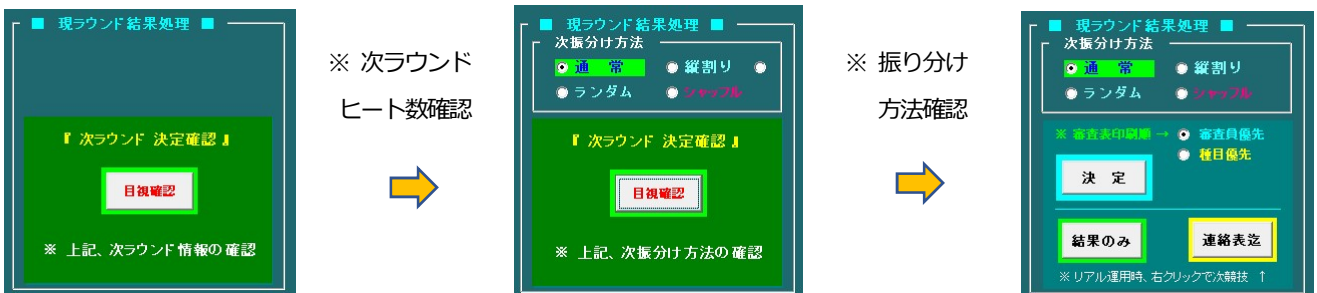 ■ 現ラウンド結果処理 ■
『 次ラウンド 決定確認 』
目視確認
※ 上記、次ラウンド情報の確認
※ 次ラウンド
ヒート数確認
■ 現ラウンド結果処理 ■
次振分け方法
通 常
縦割り
ランダム
シャッフル
『 次ラウンド 決定確認 』
目視確認
※ 上記、次振分け方法の確認
※ 振り分け
方法確認
■ 現ラウンド結果処理 ■
次振分け方法
通 常
縦割り
ランダム
シャッフル
※ 審査表印刷順 → 審査員優先
種目優先
決 定
結果のみ
連絡表迄
※ リアル運用時、右クリックで次競技 ↑